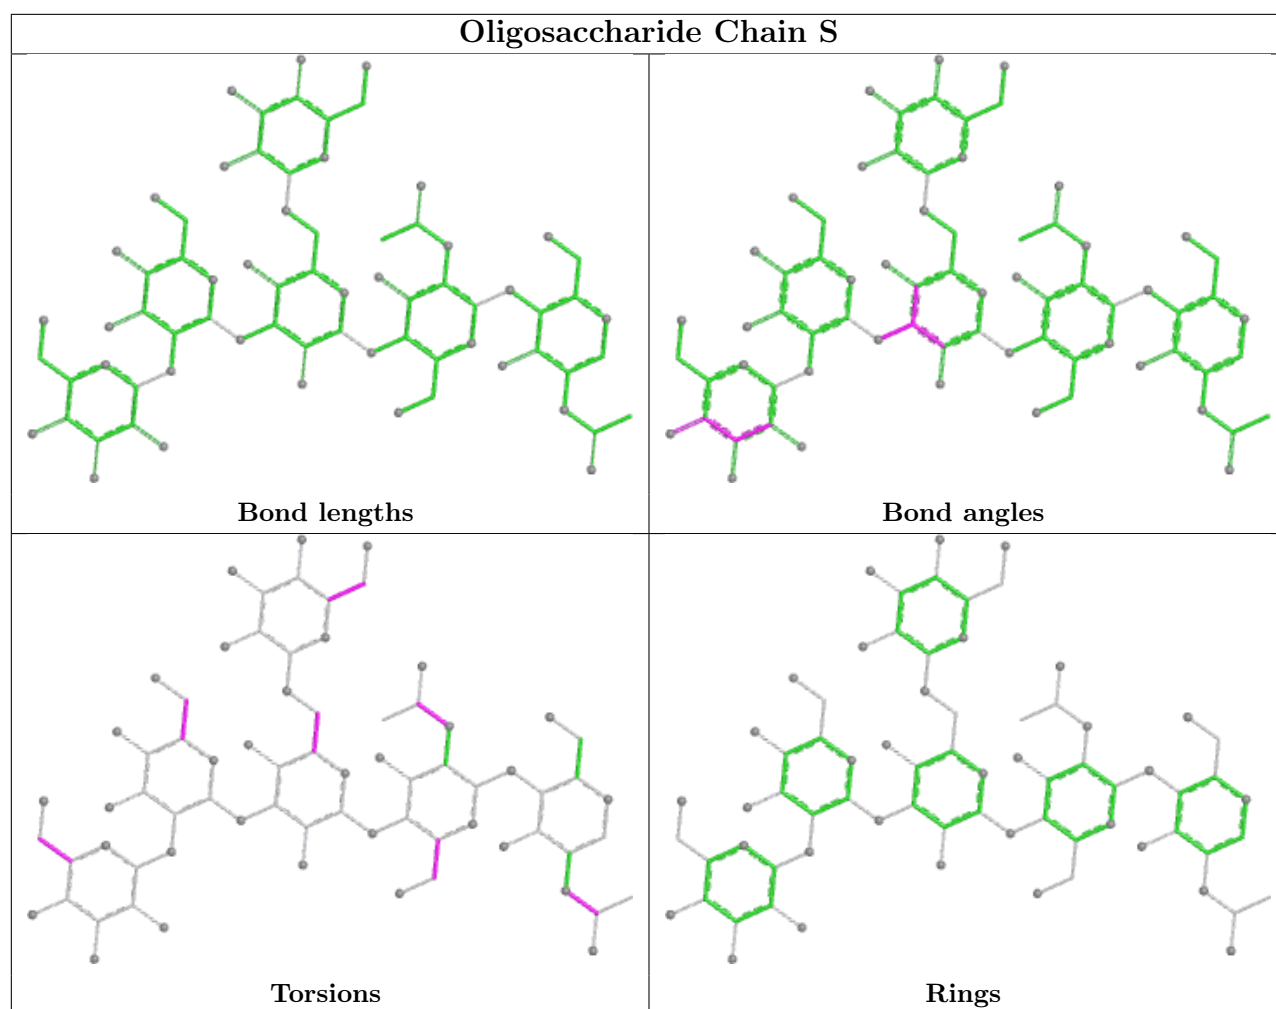 Oligosaccharide Chain S
Bond lengths
Bond angles
Torsions
Rings